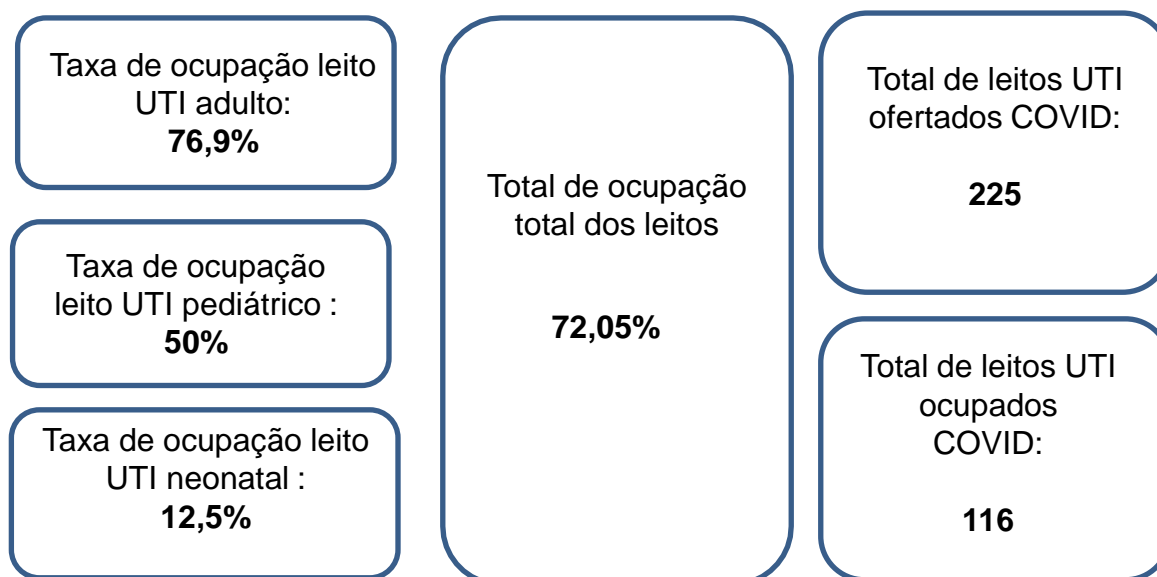 Taxa de ocupação leito
UTI adulto:
76,9%
Taxa de ocupação
leito UTI pediátrico :
50%
Taxa de ocupação leito
UTI neonatal :
12,5%
Total de ocupação
total dos leitos
72,05%
Total de leitos UTI
ofertados COVID:
225
Total de leitos UTI
ocupados
COVID:
116